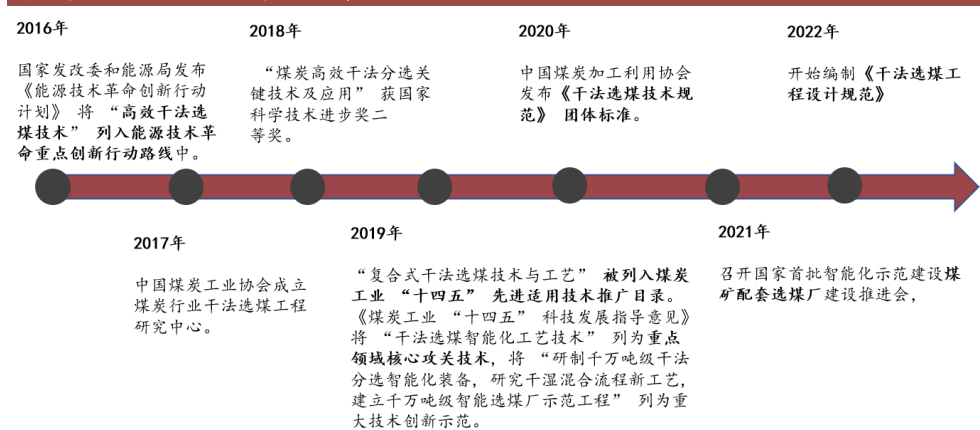 2016年
国家发改委和能源局发布
《能源技术革命创新行动
计划》 将 “高效干法选
煤技术” 列入能源技术革
命重点创新行动路线中。
2018年
“煤炭高效干法分选关
键技术及应用” 获国家
科学技术进步奖二
等奖。
2020年
中国煤炭加工利用协会
发布《干法选煤技术规
范》 团体标准。
2022年
开始编制《干法选煤工
程设计规范》
2017年
中国煤炭工业协会成立
煤炭行业干法选煤工程
研究中心。
2019年
“复合式干法选煤技术与工艺” 被列入煤炭
工业 “十四五” 先进适用技术推广目录。
《煤炭工业 “十四五” 科技发展指导意见》
将 “干法选煤智能化工艺技术” 列为重点
领域核心攻关技术, 将 “研制千万吨级干法
分选智能化装备, 研究干湿混合流程新工艺,
建立千万吨级智能选煤厂示范工程” 列为重
大技术创新示范。
2021年
召开国家首批智能化示范建设煤
矿配套选煤厂建设推进会,